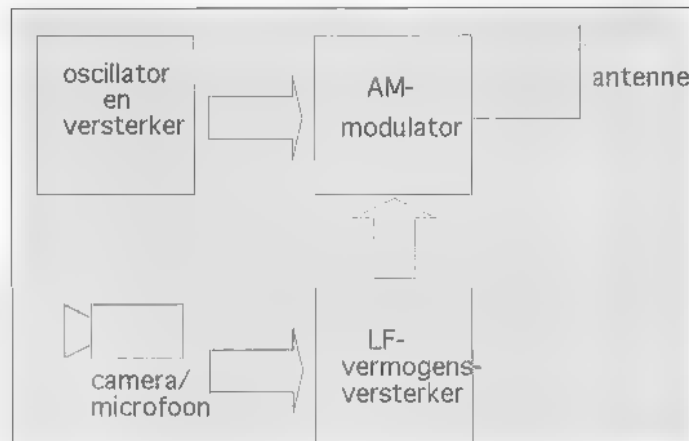 oscillator
en
versterker
AM-
modulator
antenne
camera/
microfoon
LF-
vermogens-
versterker